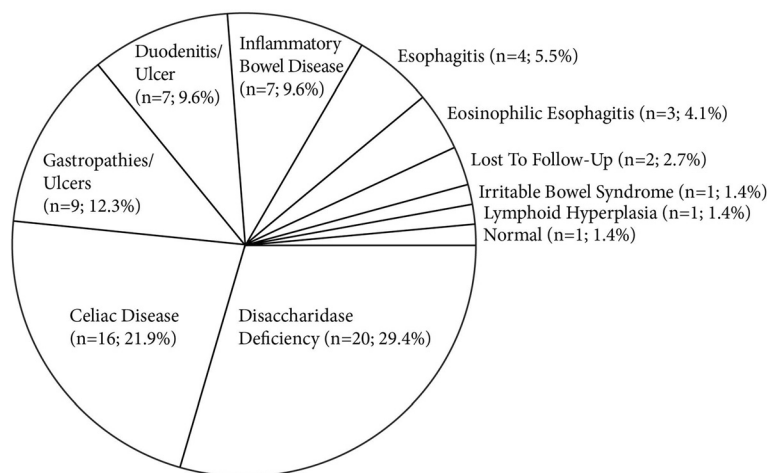 Duodenitis/
Ulcer
(n=7; 9.6%)
Inflammatory
Bowel Disease
(n=7; 9.6%)
Esophagitis (n=4; 5.5%)
Eosinophilic Esophagitis (n=3; 4.1%)
Lost To Follow-Up (n=2; 2.7%)
Irritable Bowel Syndrome (n=1; 1.4%)
Lymphoid Hyperplasia (n=1; 1.4%)
Normal (n=1; 1.4%)
Gastropathies/
Ulcers
(n=9; 12.3%)
Celiac Disease
(n=16; 21.9%)
Disaccharidase
Deficiency (n=20; 29.4%)